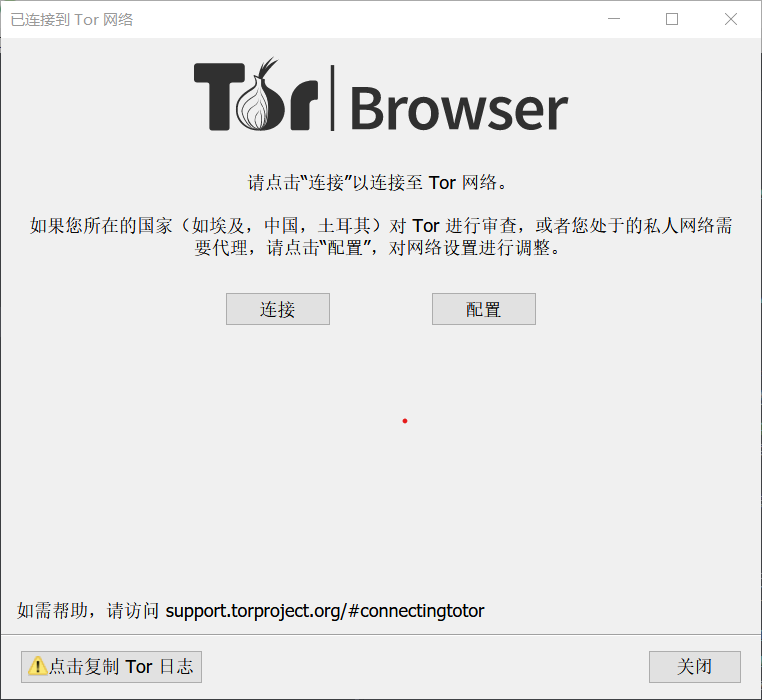 已连接到 Tor 网络
Tor Browser
请点击“连接”以连接至 Tor 网络。
如果您所在的国家（如埃及，中国，土耳其）对 Tor 进行审查，或者您处于的私人网络需
要代理，请点击“配置”，对网络设置进行调整。
连接
配置
如需帮助，请访问 support.torproject.org/#connectingtotor
点击复制 Tor 日志
关闭